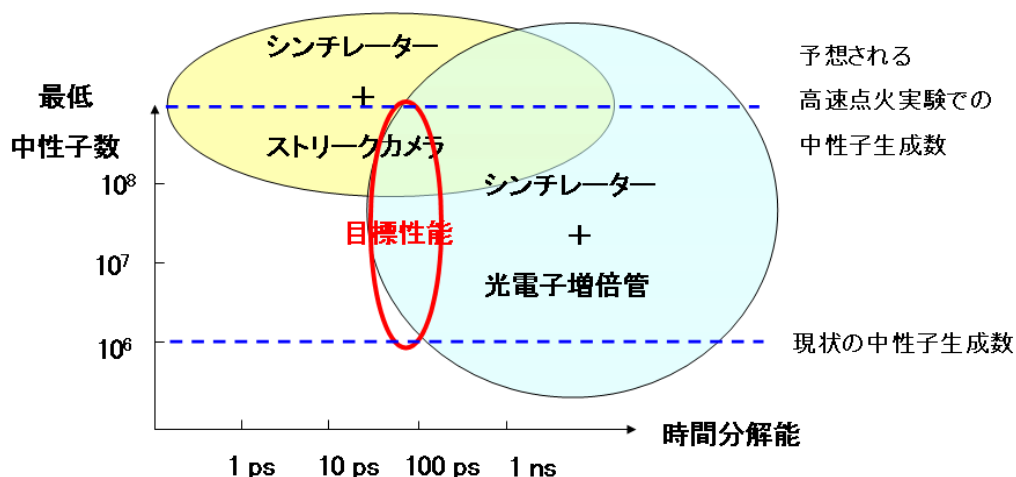 シンチレーター
+
ストリークカメラ
予想される
高速点火実験での
中性子生成数
最低
中性子数
10⁸
10⁷
10⁶
シンチレーター
+
光電子増倍管
目標性能
現状の中性子生成数
時間分解能
1 ps
10 ps
100 ps
1 ns